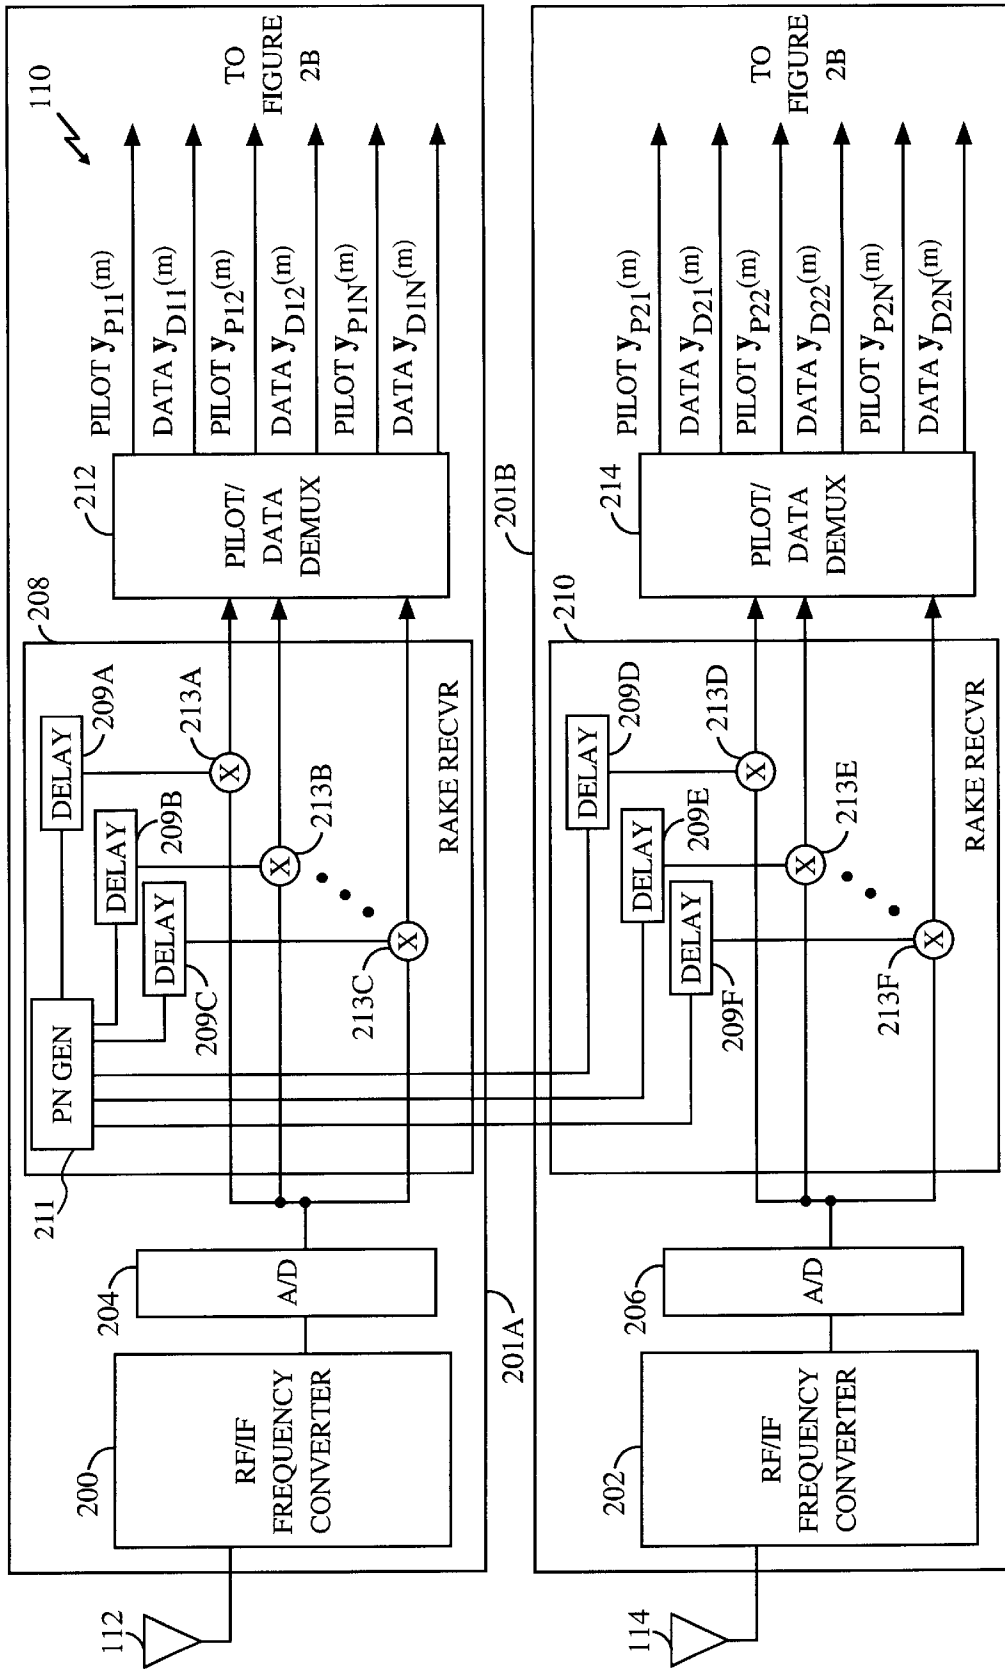 110
112
200
RF/IF
FREQUENCY
CONVERTER
204
A/D
211
PN GEN
208
DELAY
209A
DELAY
209B
DELAY
209C
X
213A
X
213B
X
213C
RAKE RECVR
212
PILOT/
DATA
DEMUX
PILOT yP11(m)
DATA yD11(m)
PILOT yP12(m)
DATA yD12(m)
PILOT yP1N(m)
DATA yD1N(m)
TO
FIGURE
2B
201A
201B
114
202
RF/IF
FREQUENCY
CONVERTER
206
A/D
210
DELAY
209D
DELAY
209E
DELAY
209F
X
213D
X
213E
X
213F
RAKE RECVR
214
PILOT/
DATA
DEMUX
PILOT yP21(m)
DATA yD21(m)
PILOT yP22(m)
DATA yD22(m)
PILOT yP2N(m)
DATA yD2N(m)
TO
FIGURE
2B